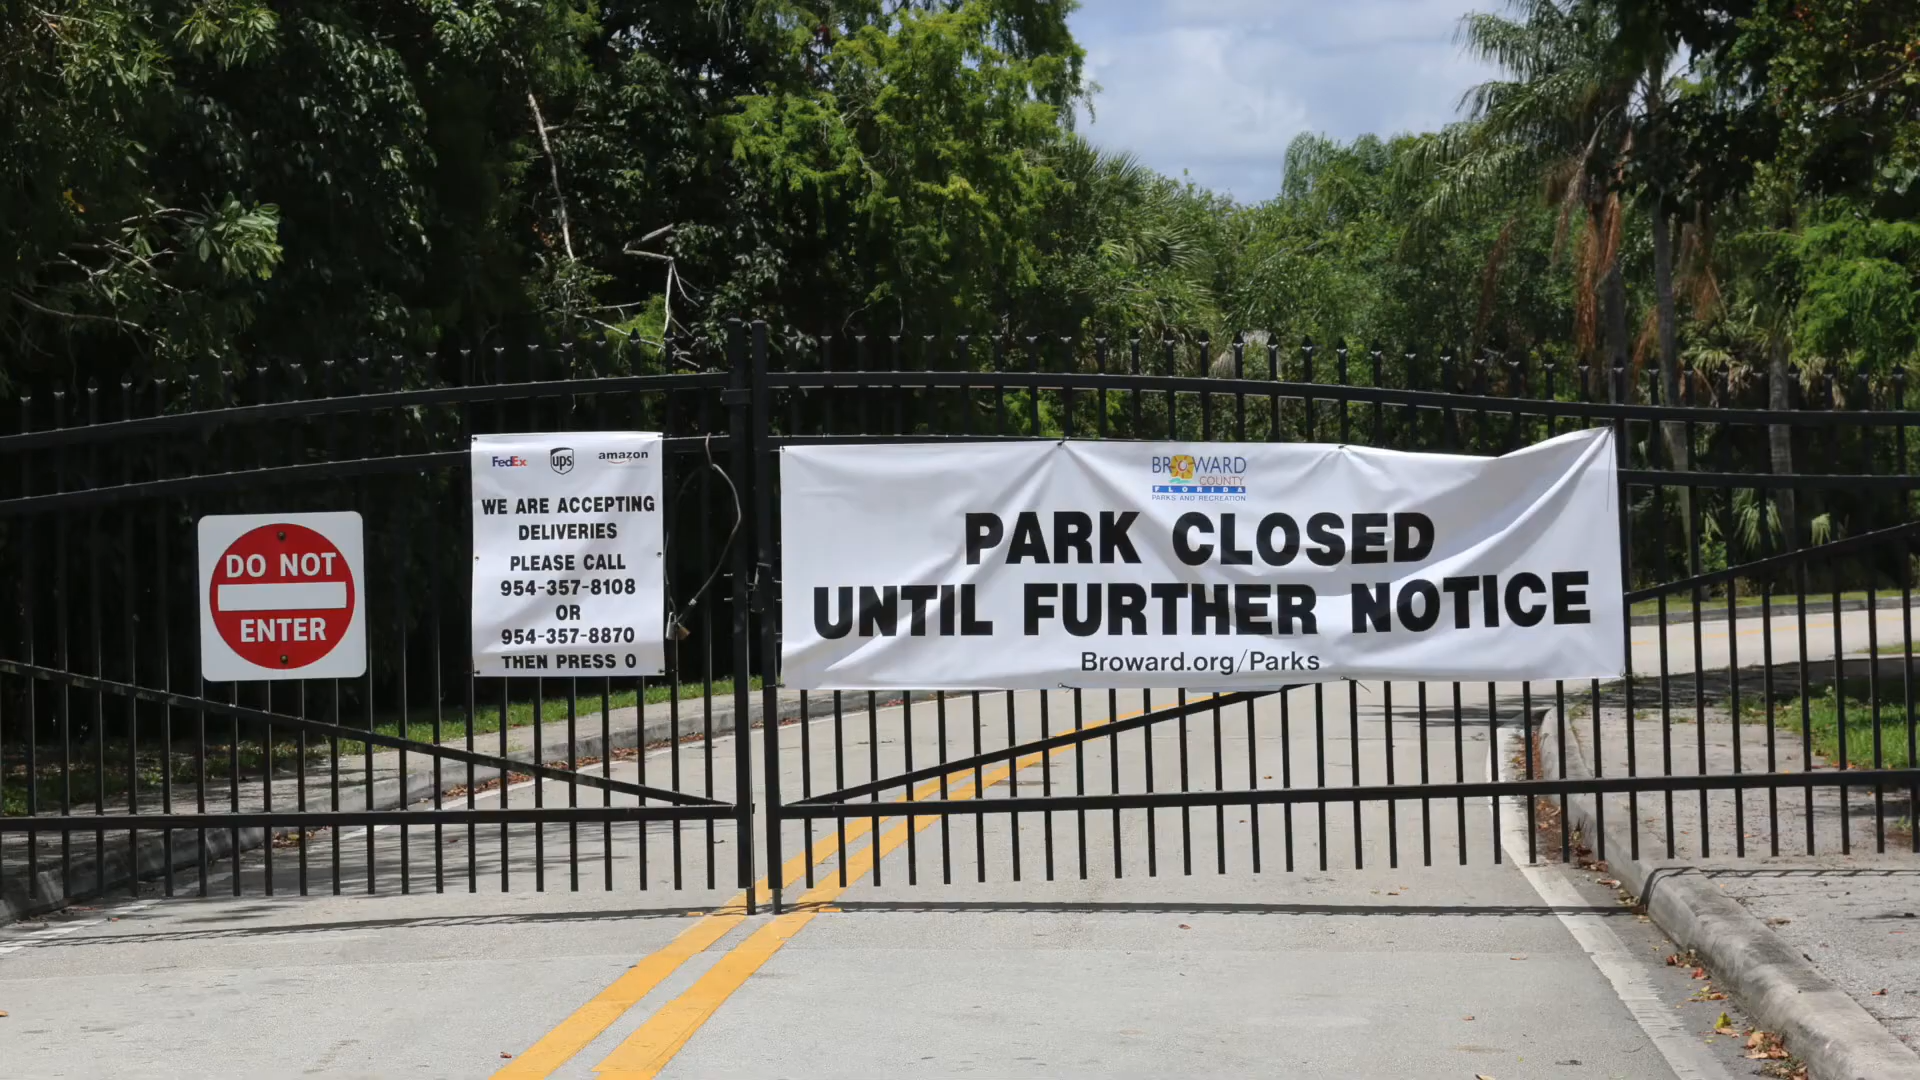 DO NOT
ENTER
FedEx ups amazon
WE ARE ACCEPTING
DELIVERIES
PLEASE CALL
954-357-8108
OR
954-357-8870
THEN PRESS 0
BROWARD
COUNTY
FLORIDA
PARKS AND RECREATION
PARK CLOSED
UNTIL FURTHER NOTICE
Broward.org/Parks